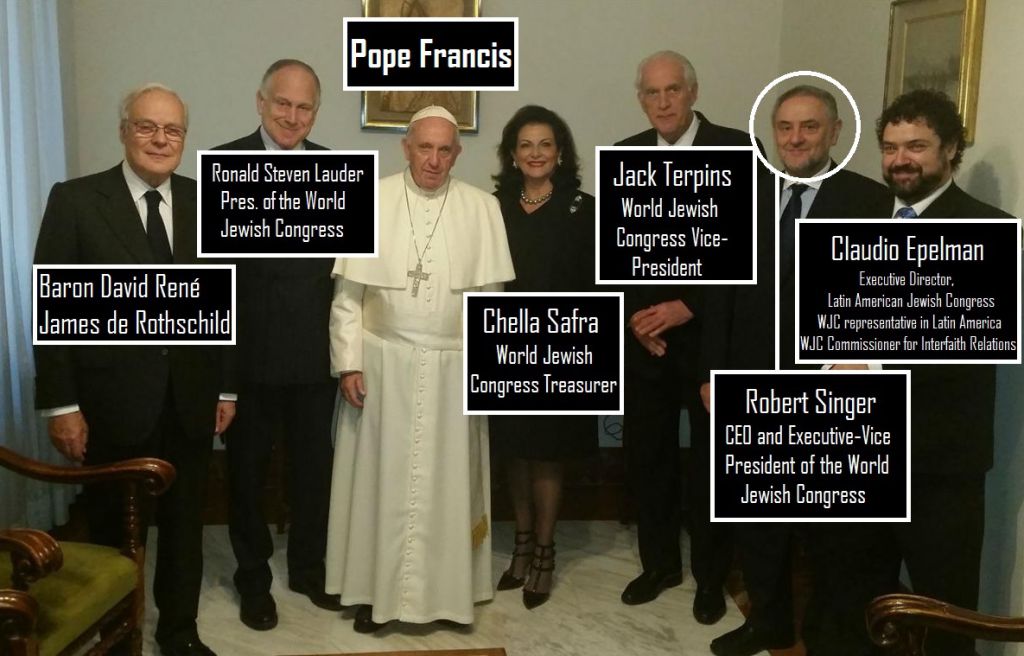 Pope Francis
Ronald Steven Lauder
Pres. of the World
Jewish Congress
Jack Terpins
World Jewish
Congress Vice-
President
Claudio Epelman
Executive Director,
Latin American Jewish Congress
WJC representative in Latin America
WJC Commissioner for Interfaith Relations
Baron David René
James de Rothschild
Chella Safra
World Jewish
Congress Treasurer
Robert Singer
CEO and Executive-Vice
President of the World
Jewish Congress